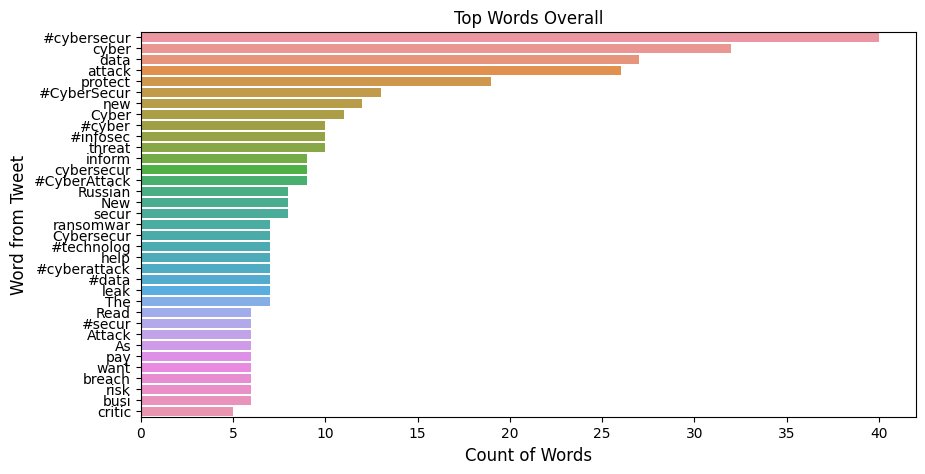 Top Words Overall
#cybersecur
cyber
data
attack
protect
#CyberSecur
new
Cyber
#cyber
#infosec
threat
inform
cybersecur
#CyberAttack
Russian
New
secur
ransomwar
Cybersecur
#technolog
help
#cyberattack
#data
leak
The
Read
#secur
Attack
As
pay
want
breach
risk
busi
critic
Word from Tweet
0 5 10 15 20 25 30 35 40
Count of Words